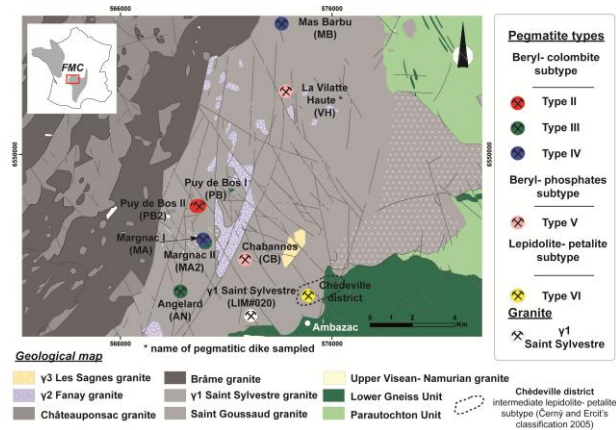 566000
576000
FMC
Mas Barbu
(MB)
La Vilatte
Haute *
(VH)
6550000
6550000
Puy de Bos I
(PB)
Puy de Bos II
(PB2)
Margnac I
(MA)
Margnac II
(MA2)
Chabannes
(CB)
γ1 Saint Sylvestre
(LIM#020)
Chèdeville
district
Angelard
(AN)
Ambazac
0 2 4
Km
566000
576000
* name of pegmatitic dike sampled
Pegmatite types
Beryl- colombite
subtype
Type II
Type III
Type IV
Beryl-phosphates
subtype
Type V
Lepidolite- petalite
subtype
Type VI
Granite
γ1
Saint Sylvestre
Geological map
γ3 Les Sagnes granite
γ2 Fanay granite
Châteauponsac granite
Brâme granite
γ1 Saint Sylvestre granite
Saint Goussaud granite
Upper Visean- Namurian granite
Lower Gneiss Unit
Parautochton Unit
Chèdeville district
intermediate lepidolite- petalite
subtype (Černý and Ercit's
classification 2005)